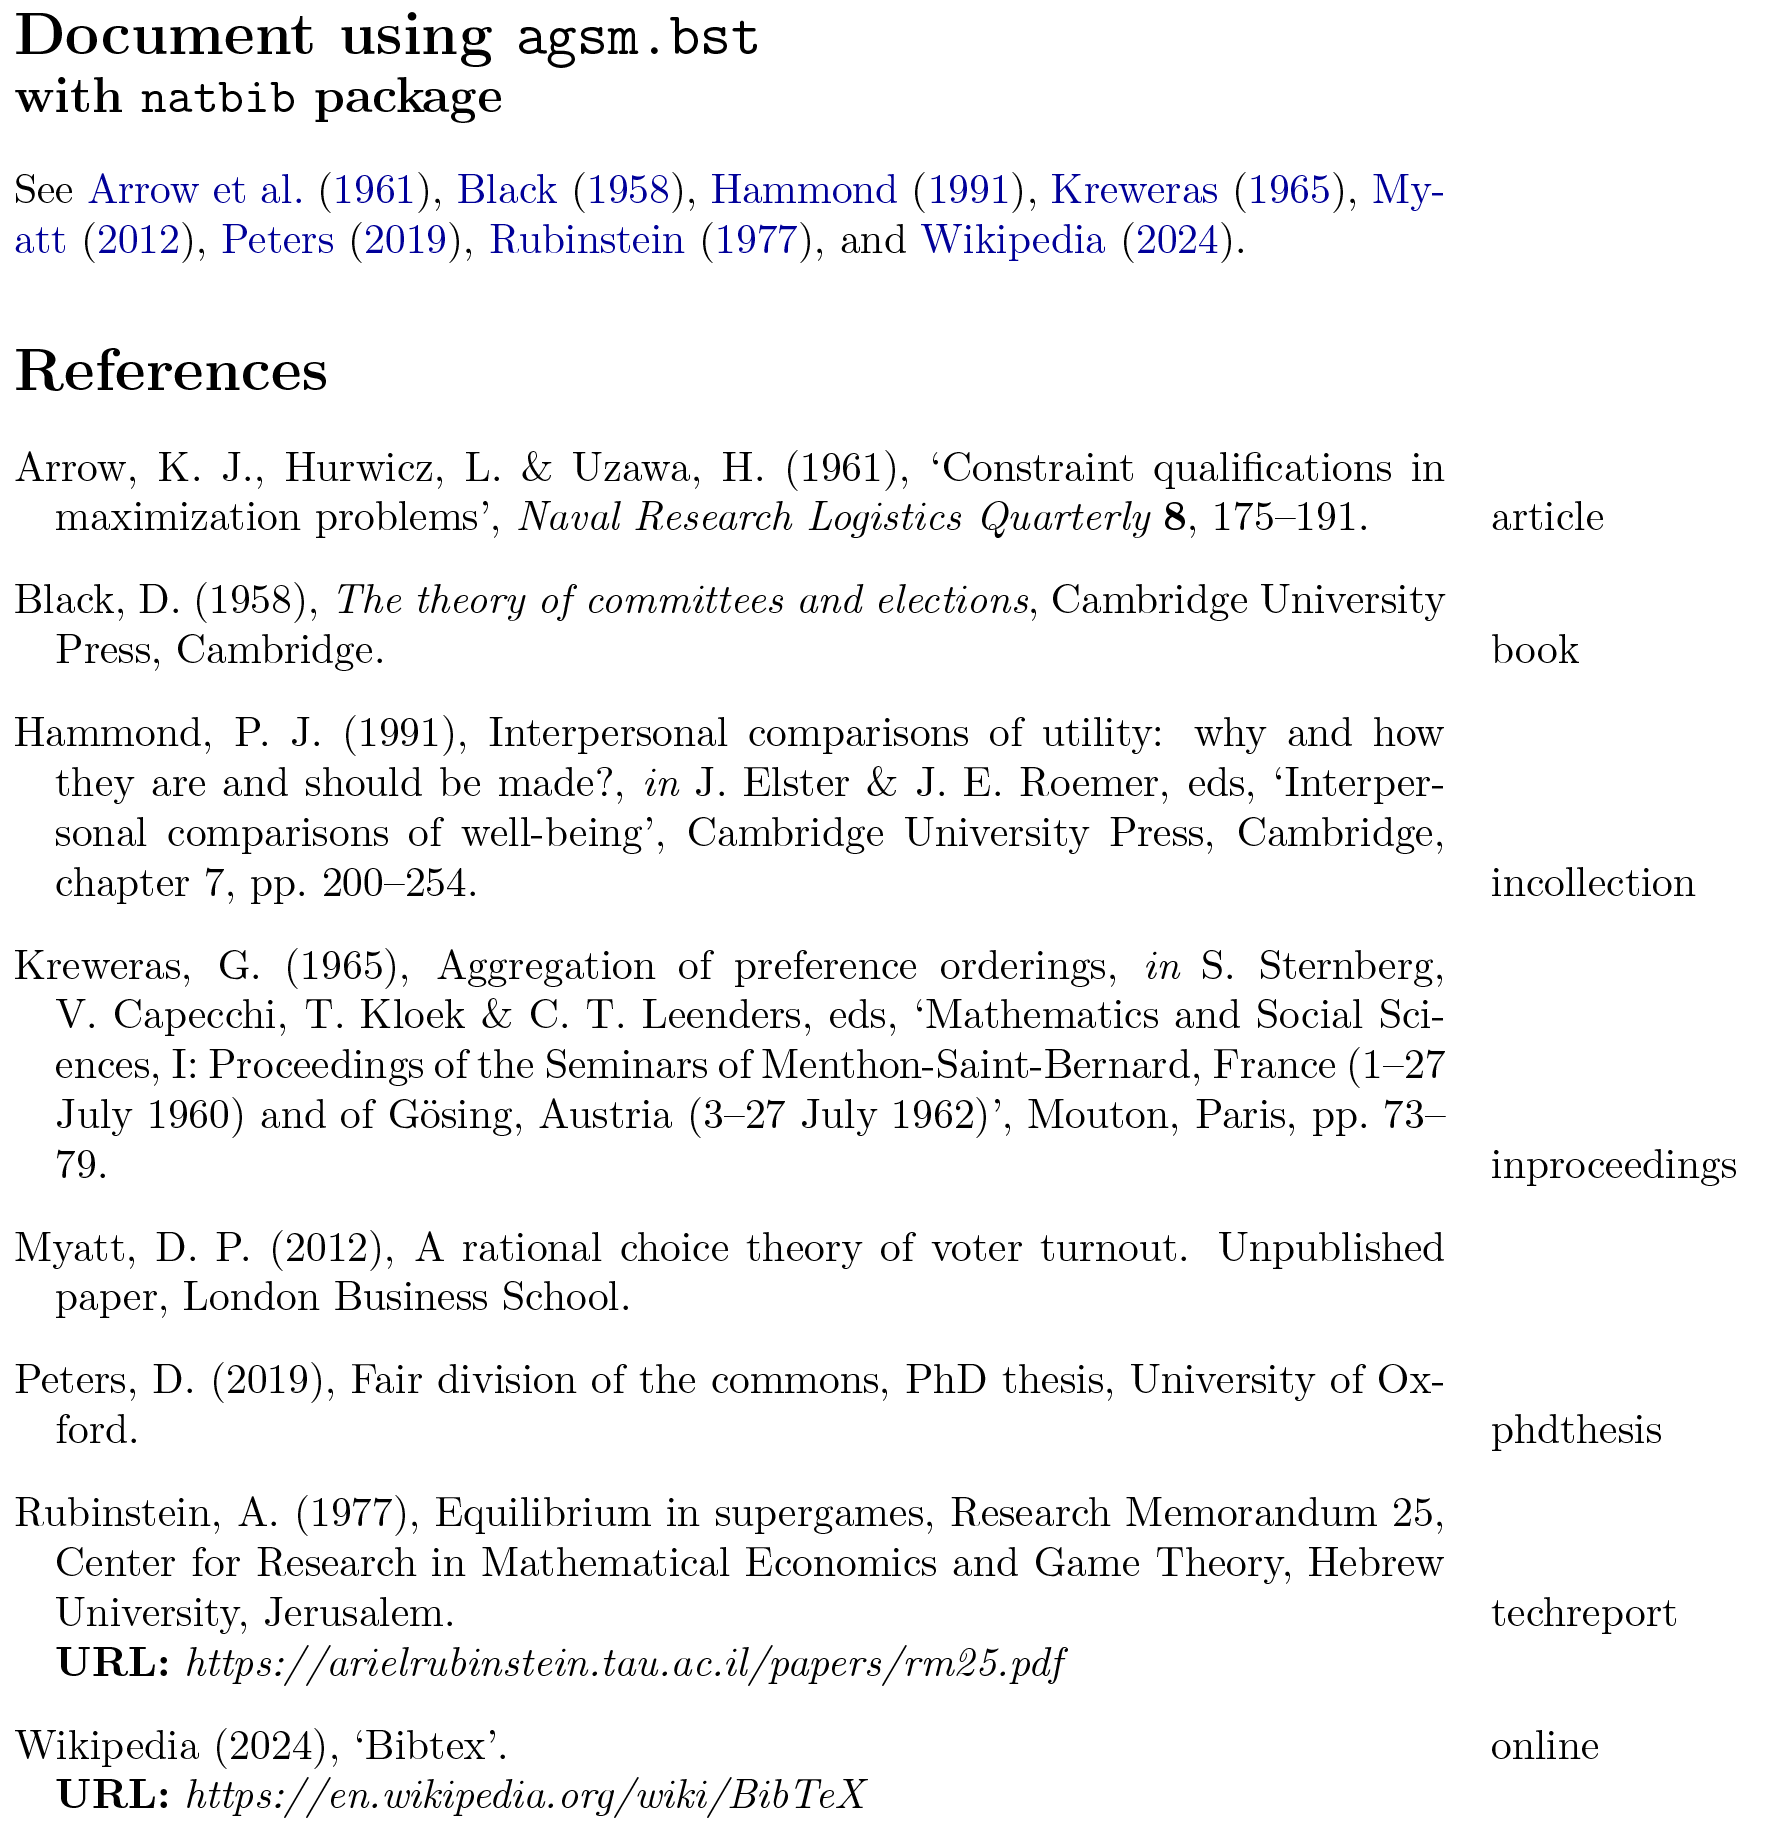 Document using agsm.bst
with natbib package
See Arrow et al. (1961), Black (1958), Hammond (1991), Kreweras (1965), My-
att (2012), Peters (2019), Rubinstein (1977), and Wikipedia (2024).
References
Arrow, K. J., Hurwicz, L. & Uzawa, H. (1961), ‘Constraint qualifications in
maximization problems’, Naval Research Logistics Quarterly 8, 175–191. article
Black, D. (1958), The theory of committees and elections, Cambridge University
Press, Cambridge. book
Hammond, P. J. (1991), Interpersonal comparisons of utility: why and how
they are and should be made?, in J. Elster & J. E. Roemer, eds, ‘Interper-
sonal comparisons of well-being’, Cambridge University Press, Cambridge,
chapter 7, pp. 200–254. incollection
Kreweras, G. (1965), Aggregation of preference orderings, in S. Sternberg,
V. Capecchi, T. Kloek & C. T. Leenders, eds, ‘Mathematics and Social Sci-
ences, I: Proceedings of the Seminars of Menthon-Saint-Bernard, France (1–27
July 1960) and of Gösing, Austria (3–27 July 1962)’, Mouton, Paris, pp. 73–
79. inproceedings
Myatt, D. P. (2012), A rational choice theory of voter turnout. Unpublished
paper, London Business School.
Peters, D. (2019), Fair division of the commons, PhD thesis, University of Ox-
ford. phdthesis
Rubinstein, A. (1977), Equilibrium in supergames, Research Memorandum 25,
Center for Research in Mathematical Economics and Game Theory, Hebrew
University, Jerusalem. techreport
URL: https://arielrubinstein.tau.ac.il/papers/rm25.pdf
Wikipedia (2024), ‘Bibtex’. online
URL: https://en.wikipedia.org/wiki/BibTeX